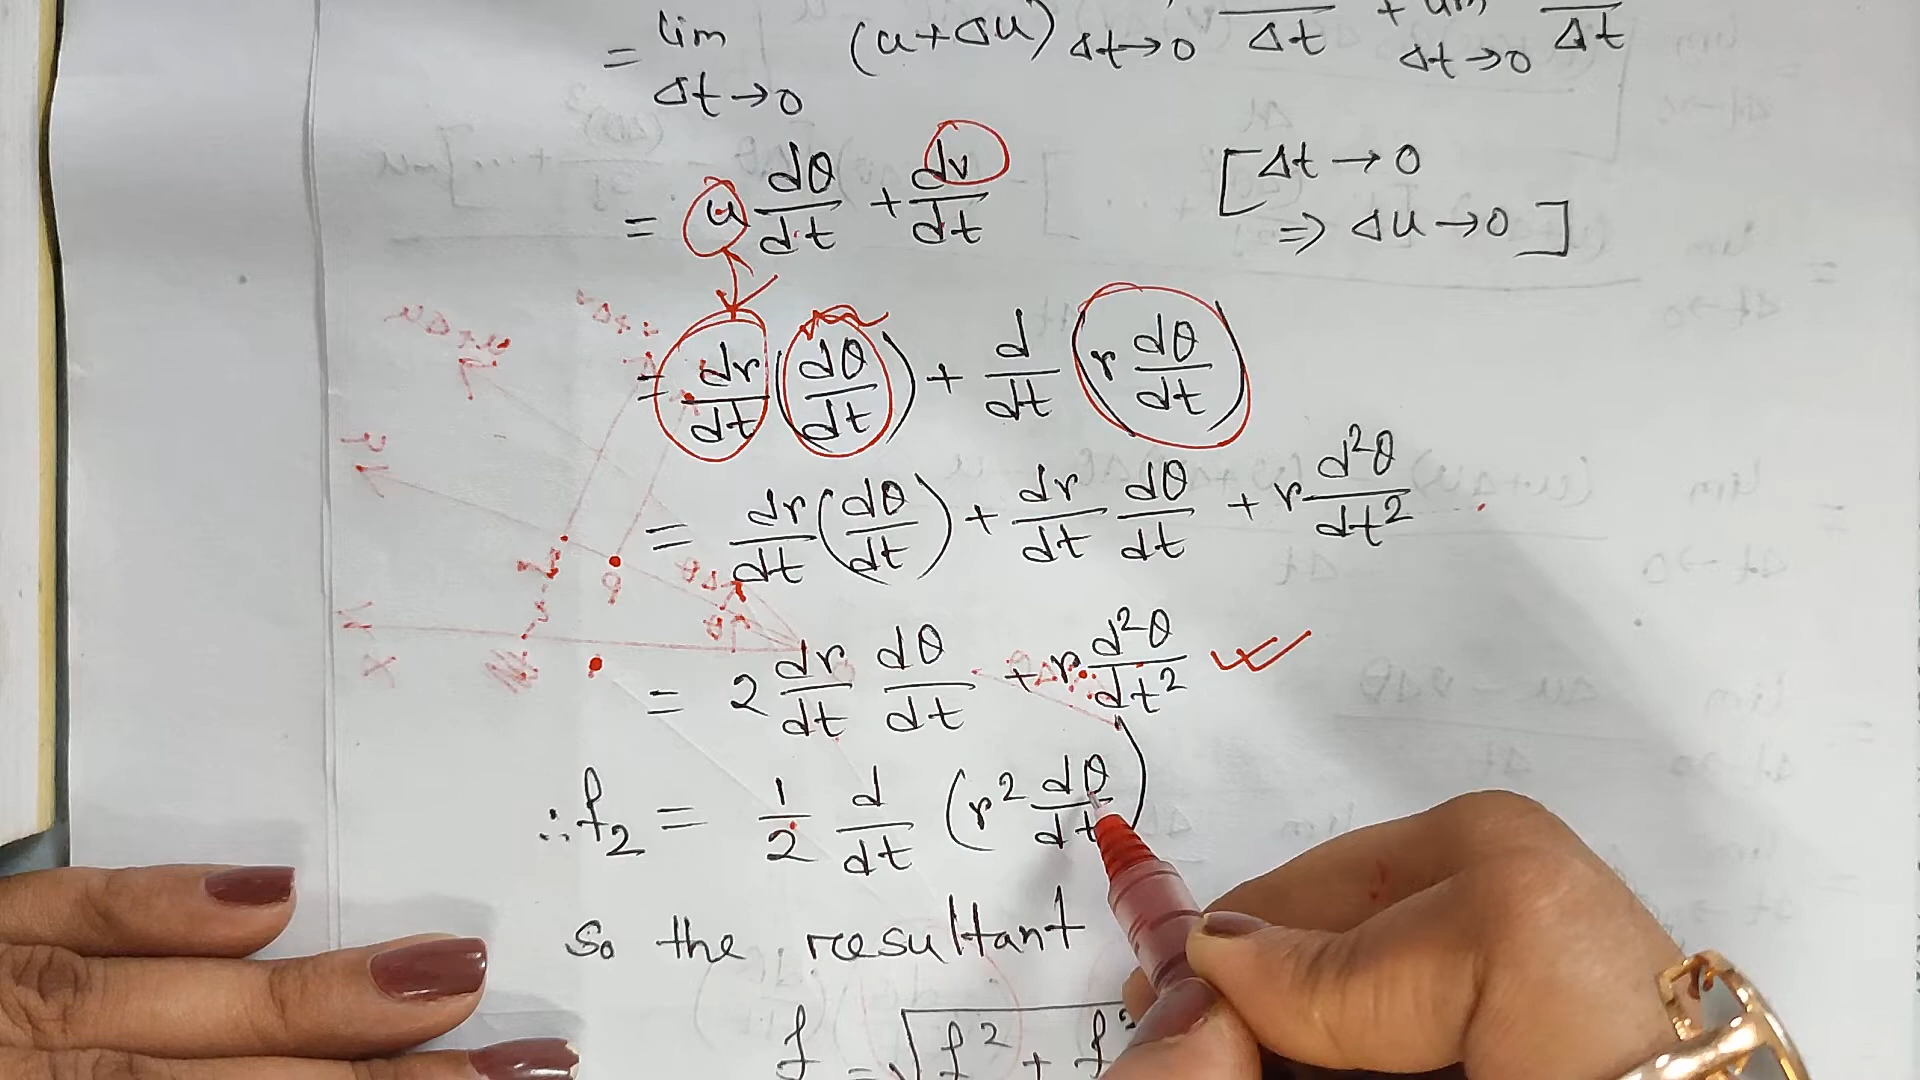 = lim Δt→0 (u+Δu) Δt→0 Δt + lim Δt→0 Δt
= u dθ/dt + dv/dt [Δt→0
⇒ Δu→0]
= dr/dt (dθ/dt) + d/dt (r dθ/dt)
= dr/dt (dθ/dt) + dr/dt dθ/dt + r d²θ/dt²
= 2 dr/dt dθ/dt + r d²θ/dt²
∴ f₂ = 1/2 d/dt (r² dθ/dt)
So the resultant
f = √f² + f²